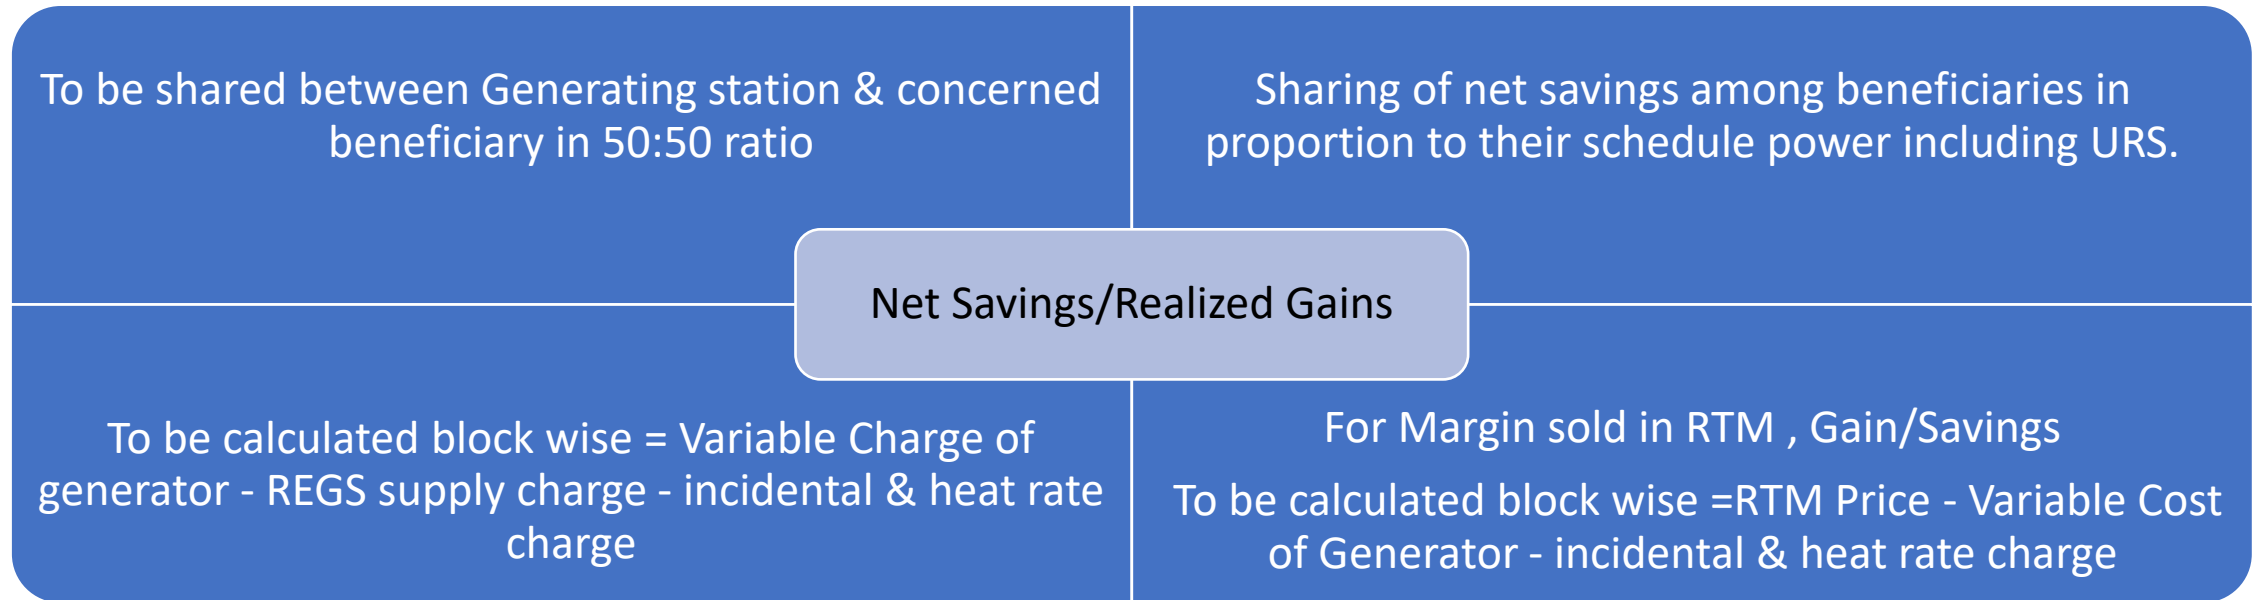 To be shared between Generating station & concerned
beneficiary in 50:50 ratio
Sharing of net savings among beneficiaries in
proportion to their schedule power including URS.
Net Savings/Realized Gains
To be calculated block wise = Variable Charge of
generator - REGS supply charge - incidental & heat rate
charge
For Margin sold in RTM , Gain/Savings
To be calculated block wise =RTM Price - Variable Cost
of Generator - incidental & heat rate charge